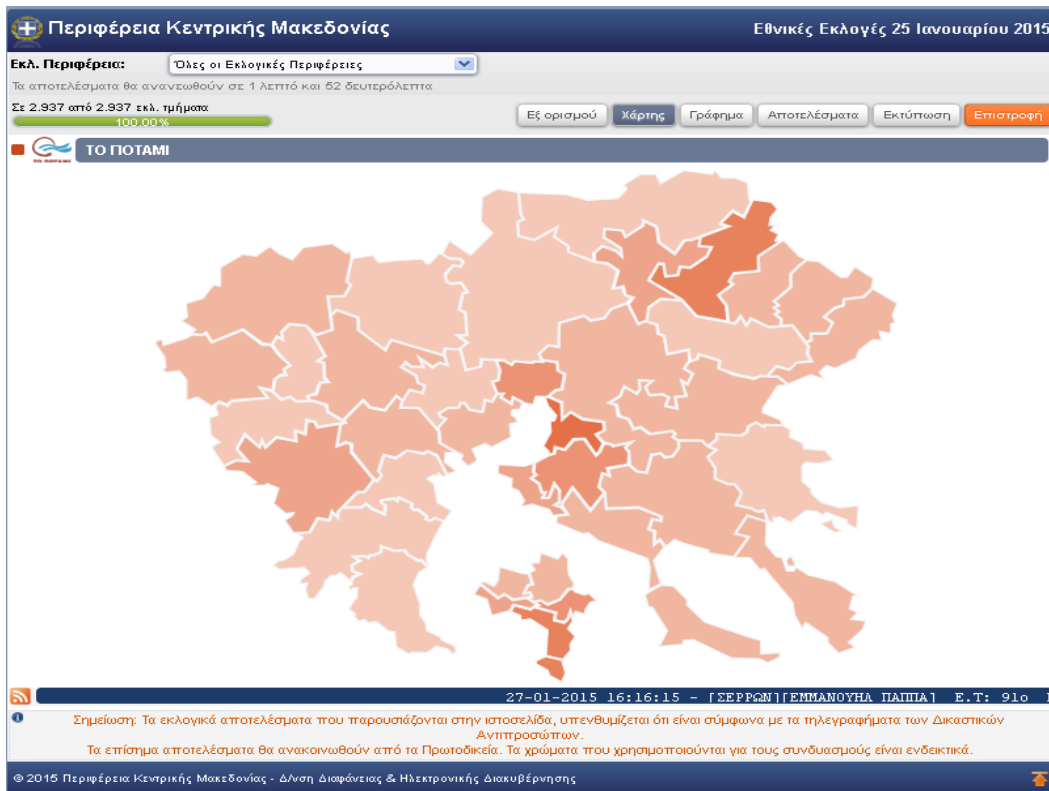 Περιφέρεια Κεντρικής Μακεδονίας
Εθνικές Εκλογές 25 Ιανουαρίου 2015
Εκλ. Περιφέρεια:
Όλες οι Εκλογικές Περιφέρειες
Τα αποτελέσματα θα ανανεωθούν σε 1 λεπτό και 52 δευτερόλεπτα
Σε 2.937 από 2.937 εκλ. τμήματα
100.00%
Εξ ορισμού
Χάρτης
Γράφημα
Αποτελέσματα
Εκτύπωση
Επιστροφή
ΤΟ ΠΟΤΑΜΙ
ΤΟ ΠΟΤΑΜΙ
27-01-2015 16:16:15 - [ΣΕΡΡΩΝ][ΕΜΜΑΝΟΥΗΛ ΠΑΠΠΑ] Ε.Τ: 91ο
Σημείωση: Τα εκλογικά αποτελέσματα που παρουσιάζονται στην ιστοσελίδα, υπενθυμίζεται ότι είναι σύμφωνα με τα τηλεγραφήματα των Δικαστικών
Αντιπροσώπων.
Τα επίσημα αποτελέσματα θα ανακοινωθούν από τα Πρωτοδικεία. Τα χρώματα που χρησιμοποιούνται για τους συνδυασμούς είναι ενδεικτικά.
© 2015 Περιφέρεια Κεντρικής Μακεδονίας - Δ/νση Διαφάνειας & Ηλεκτρονικής Διακυβέρνησης